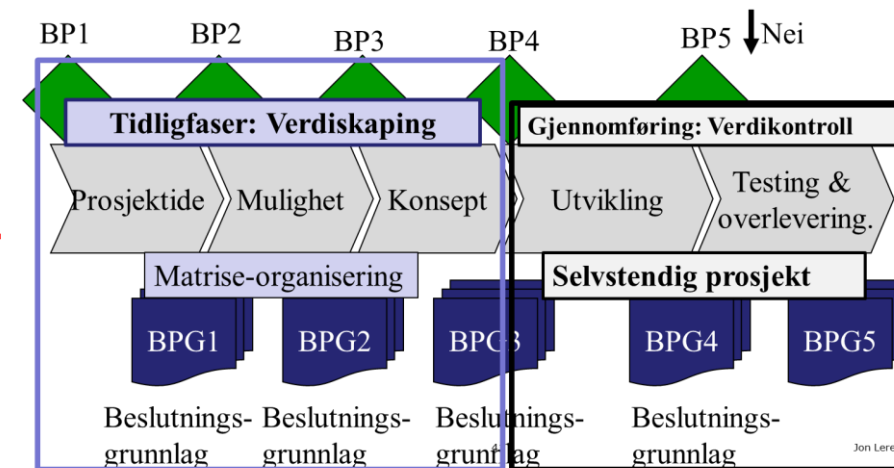 BP1 BP2 BP3 BP4 BP5 Nei
Tidligfaser: Verdiskaping Gjennomføring: Verdikontroll
Prosjektide Mulighet Konsept Utvikling Testing &
overlevering.
Matrise-organisering Selvstendig prosjekt
BPG1 BPG2 BPG3 BPG4 BPG5
Beslutnings- Beslutnings- Beslutnings- Beslutnings-
grunnlag grunnlag grunnlag grunnlag